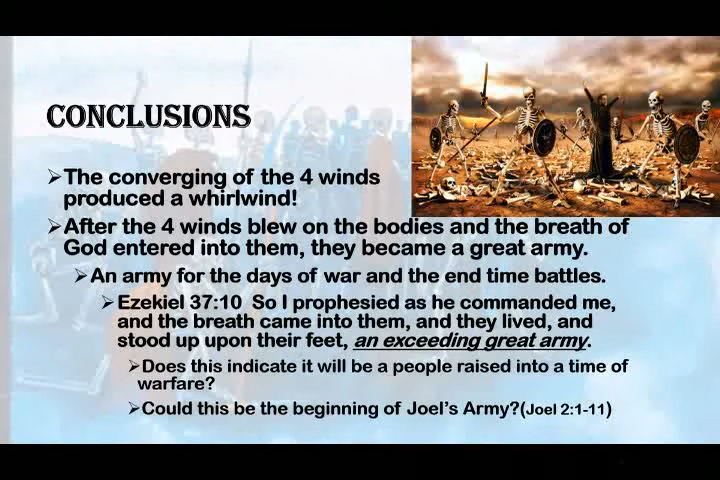 CONCLUSIONS
➢The converging of the 4 winds
produced a whirlwind!
➢After the 4 winds blew on the bodies and the breath of
God entered into them, they became a great army.
➢An army for the days of war and the end time battles.
➢Ezekiel 37:10 So I prophesied as he commanded me,
and the breath came into them, and they lived, and
stood up upon their feet, an exceeding great army.
➢Does this indicate it will be a people raised into a time of
warfare?
➢Could this be the beginning of Joel's Army?(Joel 2:1-11)